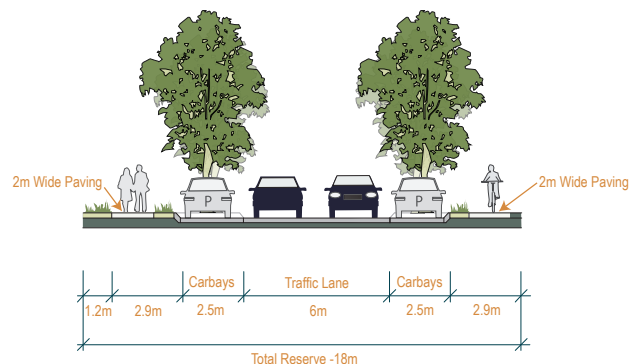 2m Wide Paving
2m Wide Paving
P
P
Carbays
Traffic Lane
Carbays
1.2m
2.9m
2.5m
6m
2.5m
2.9m
Total Reserve -18m